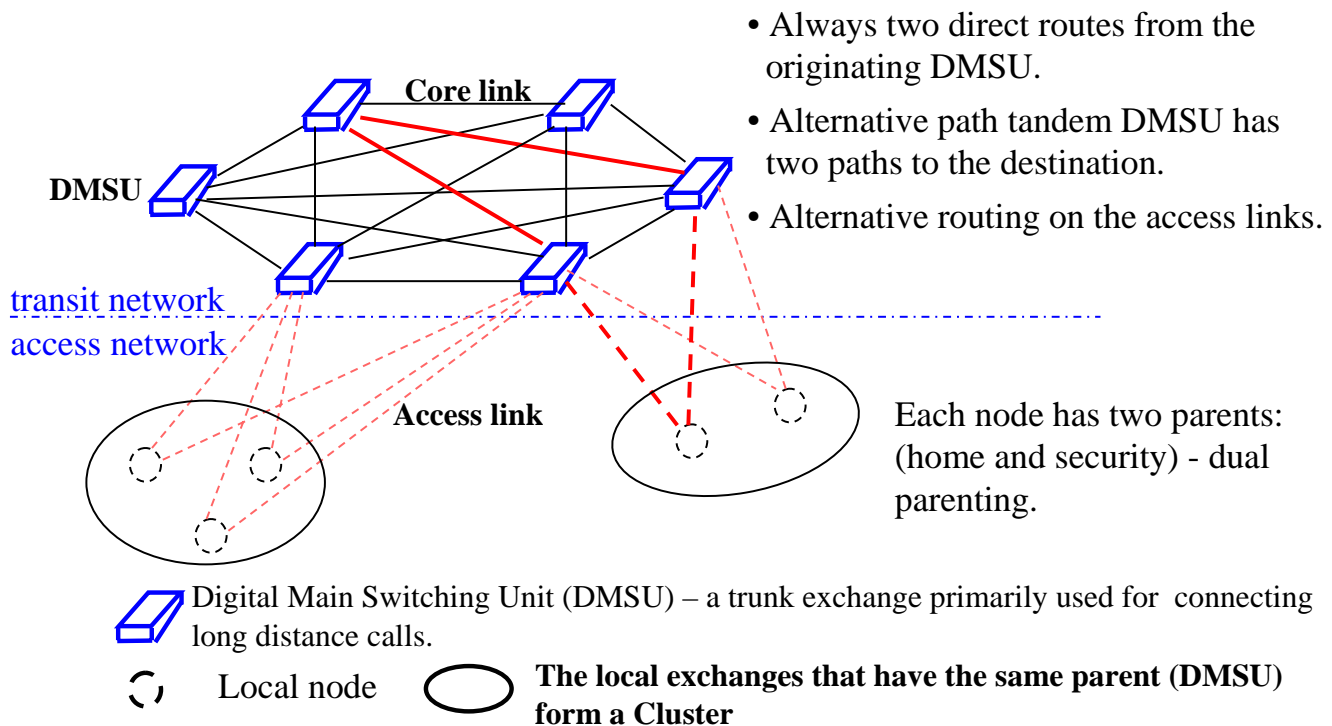 • Always two direct routes from the
originating DMSU.
• Alternative path tandem DMSU has
two paths to the destination.
• Alternative routing on the access links.
Core link
DMSU
transit network
access network
Access link
Each node has two parents:
(home and security) - dual
parenting.
Digital Main Switching Unit (DMSU) – a trunk exchange primarily used for connecting
long distance calls.
Local node
The local exchanges that have the same parent (DMSU)
form a Cluster